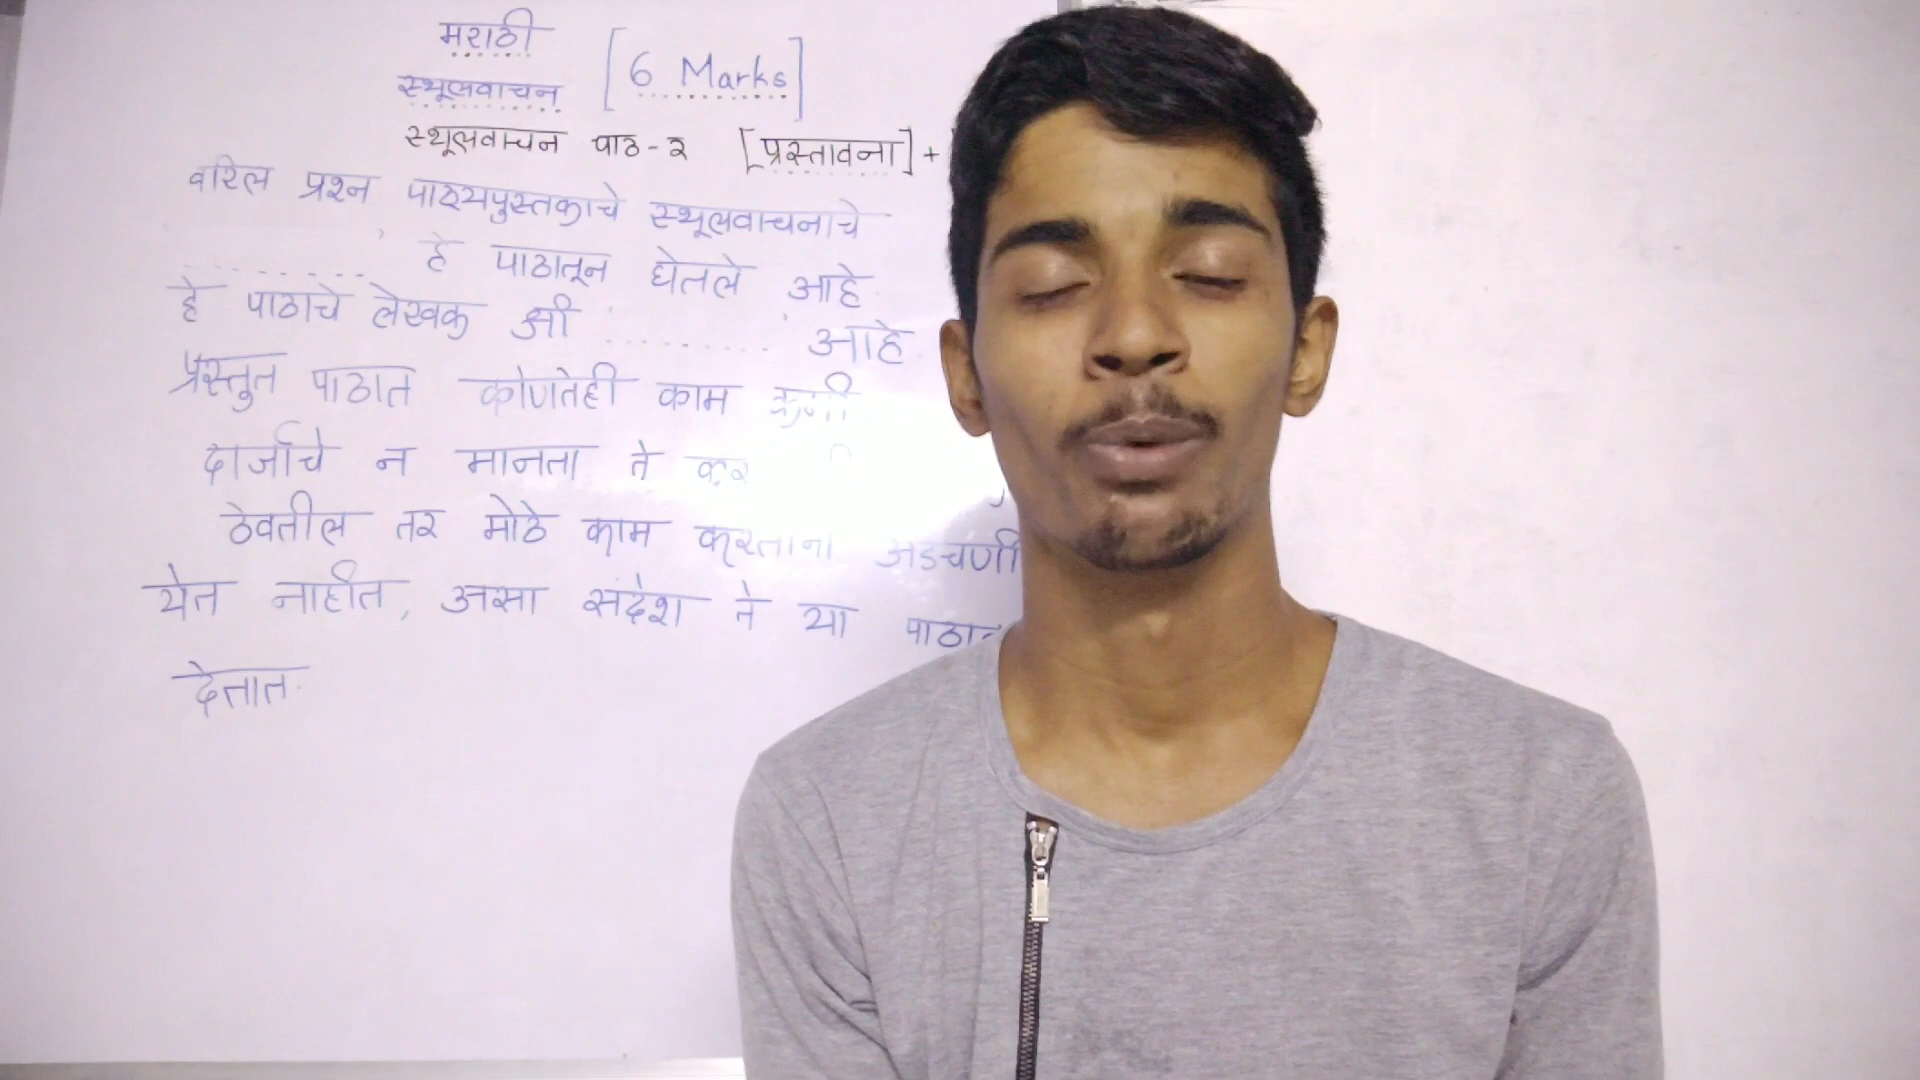 मराठी
स्थूलवाचन [6 Marks]
स्थूलवाचन पाठ-२ [प्रस्तावना] +
वरिल प्रश्न पाठ्यपुस्तकाचे स्थूलवाचनाचे
............ हे पाठातून घेतले आहे.
हे पाठाचे लेखक श्री .......... आहे.
प्रस्तुत पाठात कोणतेही काम
दार्जाचे न मानता ते
ठेवतील तर मोठे काम करताना अडचणी
येत नाहीत, असा संदेश ते या
देतात.